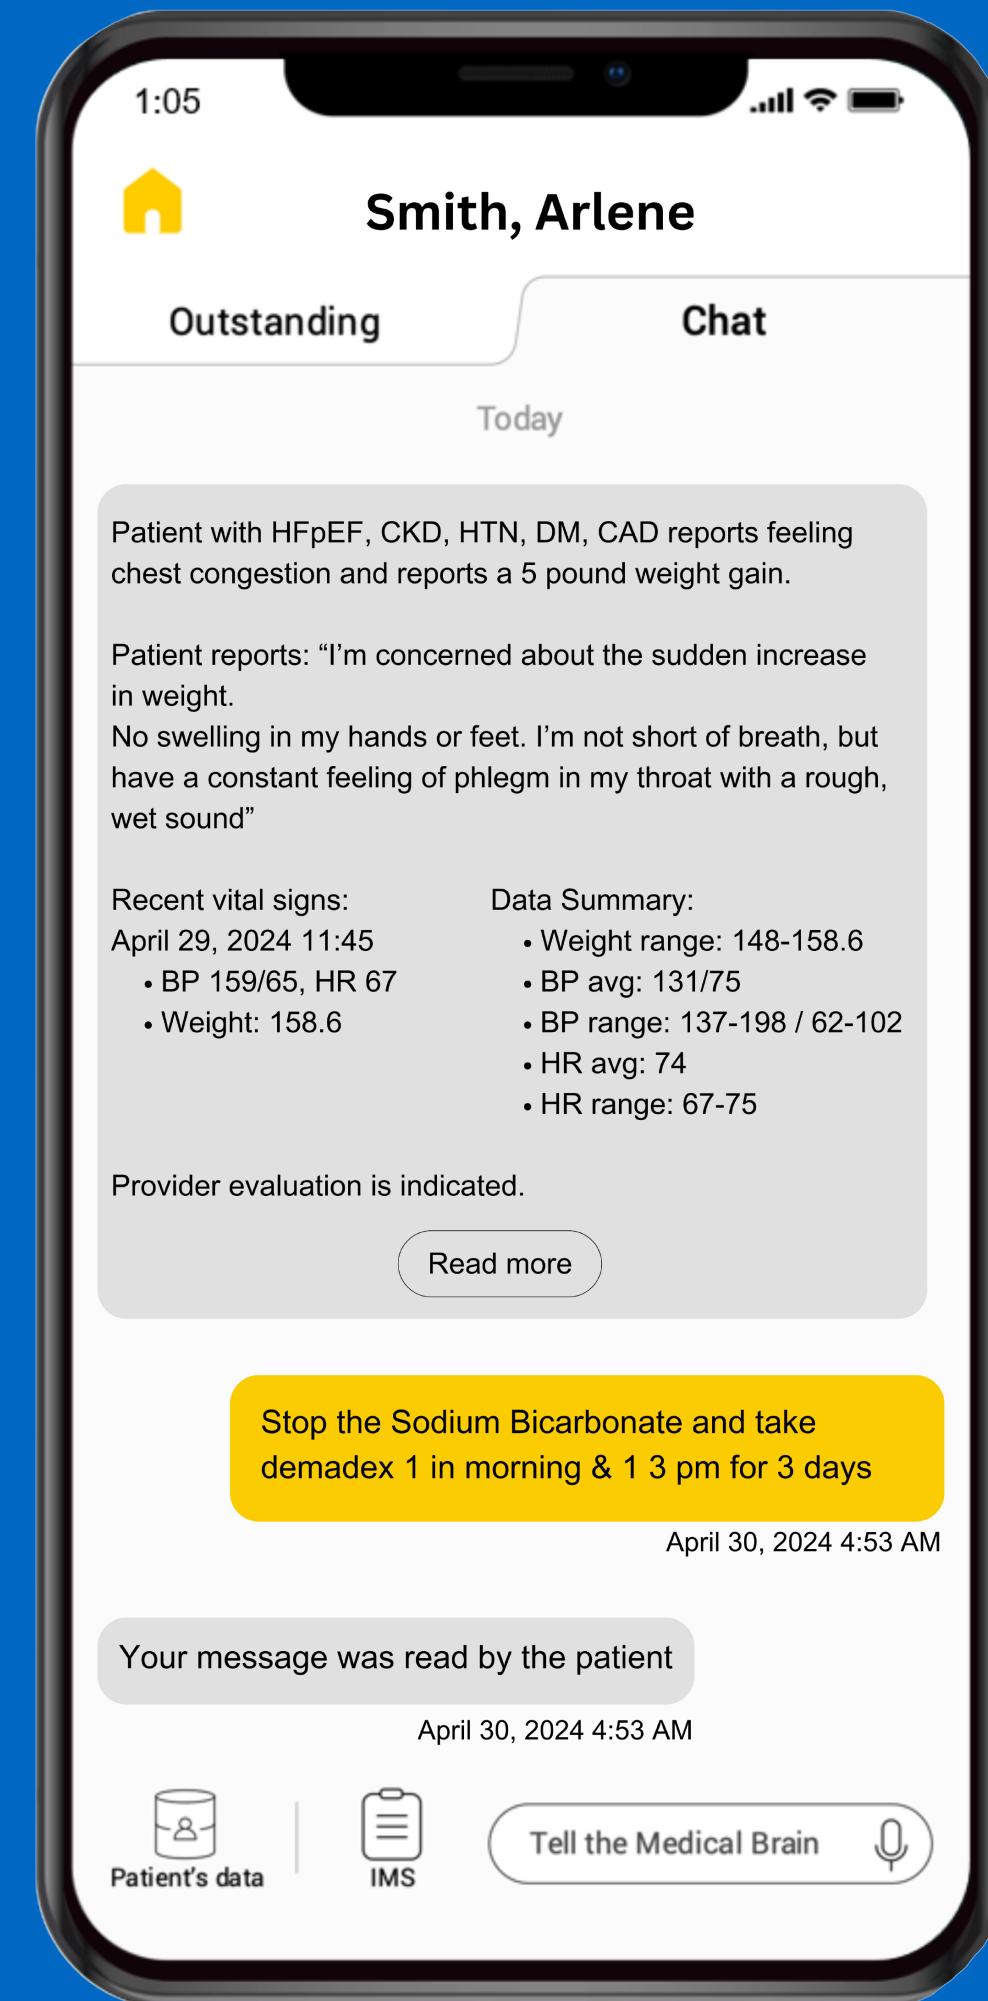 1:05
Smith, Arlene
Outstanding
Chat
Today
Patient with HFpEF, CKD, HTN, DM, CAD reports feeling
chest congestion and reports a 5 pound weight gain.
Patient reports: “I’m concerned about the sudden increase
in weight.
No swelling in my hands or feet. I’m not short of breath, but
have a constant feeling of phlegm in my throat with a rough,
wet sound”
Recent vital signs:
April 29, 2024 11:45
• BP 159/65, HR 67
• Weight: 158.6
Data Summary:
• Weight range: 148-158.6
• BP avg: 131/75
• BP range: 137-198 / 62-102
• HR avg: 74
• HR range: 67-75
Provider evaluation is indicated.
Read more
Stop the Sodium Bicarbonate and take
demadex 1 in morning & 1 3 pm for 3 days
April 30, 2024 4:53 AM
Your message was read by the patient
April 30, 2024 4:53 AM
Patient's data
IMS
Tell the Medical Brain